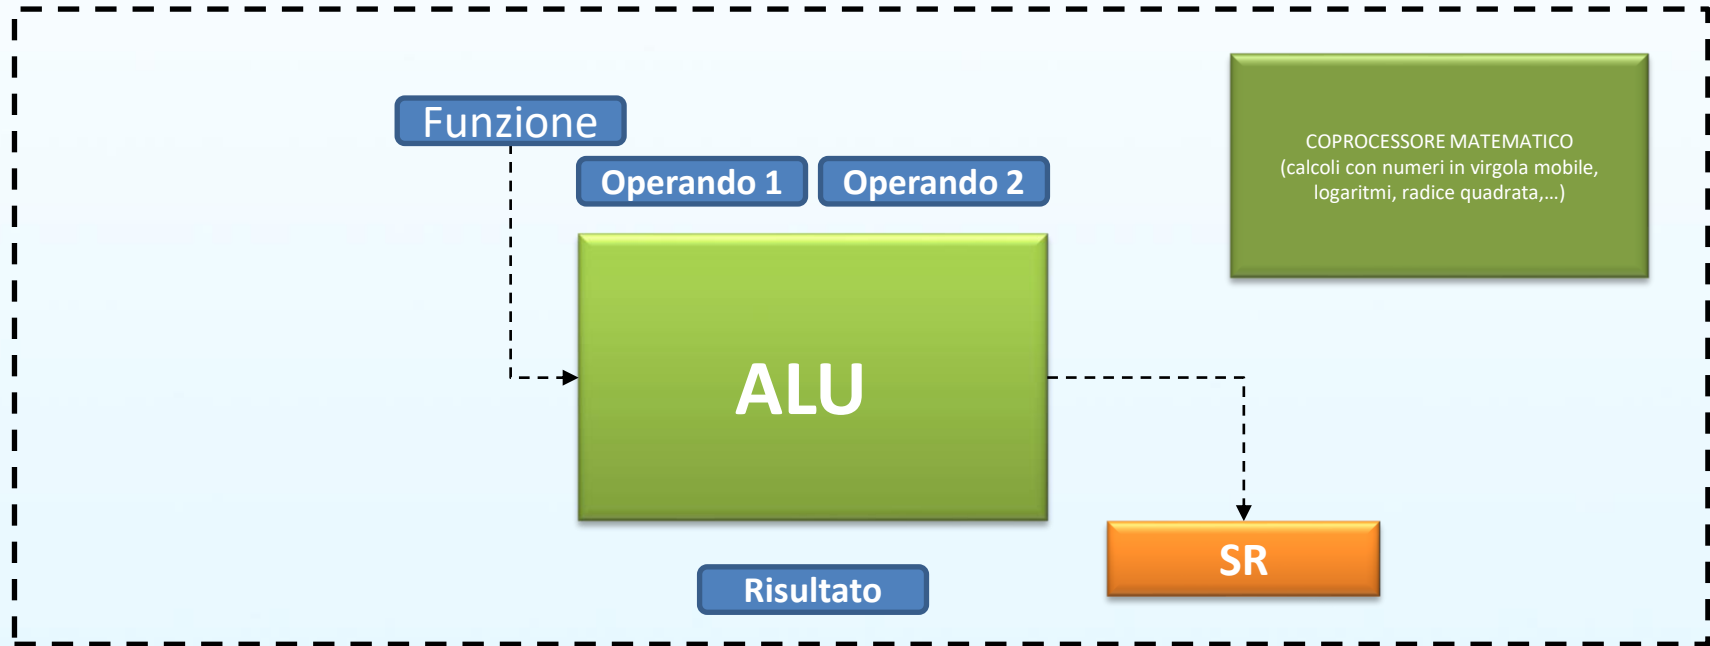 Funzione
Operando 1
Operando 2
COPROCESSORE MATEMATICO
(calcoli con numeri in virgola mobile,
logaritmi, radice quadrata,...)
ALU
SR
Risultato